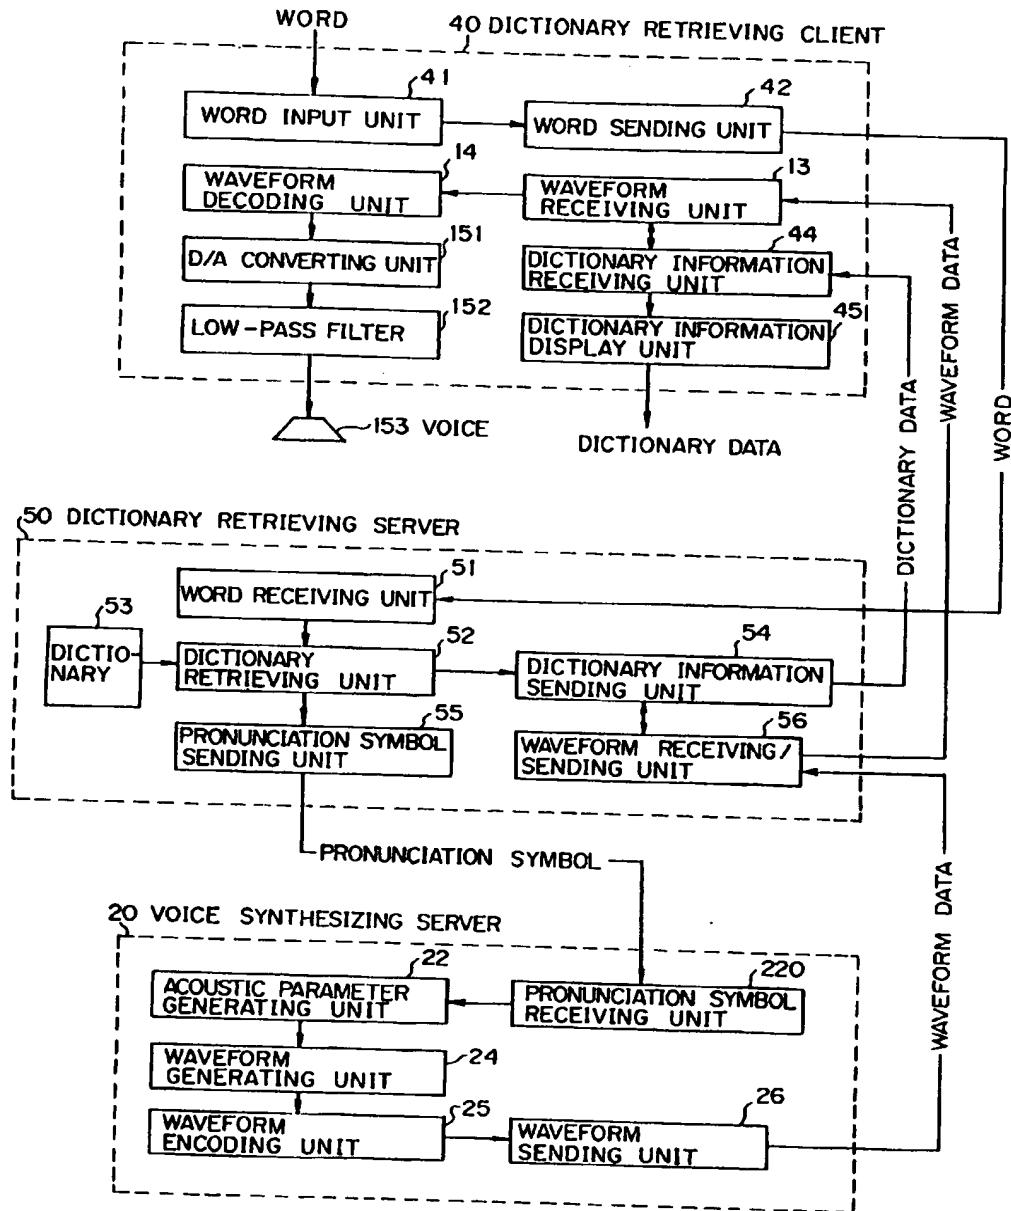 WORD
40 DICTIONARY RETRIEVING CLIENT
41
WORD INPUT UNIT
42
WORD SENDING UNIT
14
WAVEFORM
DECODING UNIT
13
WAVEFORM
RECEIVING UNIT
151
D/A CONVERTING UNIT
44
DICTIONARY INFORMATION
RECEIVING UNIT
152
LOW-PASS FILTER
45
DICTIONARY INFORMATION
DISPLAY UNIT
153 VOICE
DICTIONARY DATA
DICTIONARY DATA
WAVEFORM DATA
WORD
50 DICTIONARY RETRIEVING SERVER
51
WORD RECEIVING UNIT
53
DICTIO-
NARY
52
DICTIONARY
RETRIEVING UNIT
54
DICTIONARY INFORMATION
SENDING UNIT
55
PRONUNCIATION SYMBOL
SENDING UNIT
56
WAVEFORM RECEIVING/
SENDING UNIT
PRONUNCIATION SYMBOL
WAVEFORM DATA
20 VOICE SYNTHESIZING SERVER
22
ACOUSTIC PARAMETER
GENERATING UNIT
220
PRONUNCIATION SYMBOL
RECEIVING UNIT
24
WAVEFORM
GENERATING UNIT
25
WAVEFORM
ENCODING UNIT
26
WAVEFORM
SENDING UNIT